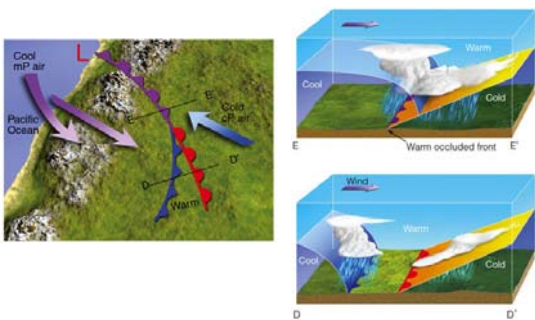 Cool
mP air
L
Pacific
Ocean
E
E'
Cold
cP air
D
D'
Warm
Warm
Cool
Cold
E
E'
Warm occluded front
Wind
Warm
Cool
Cold
D
D'